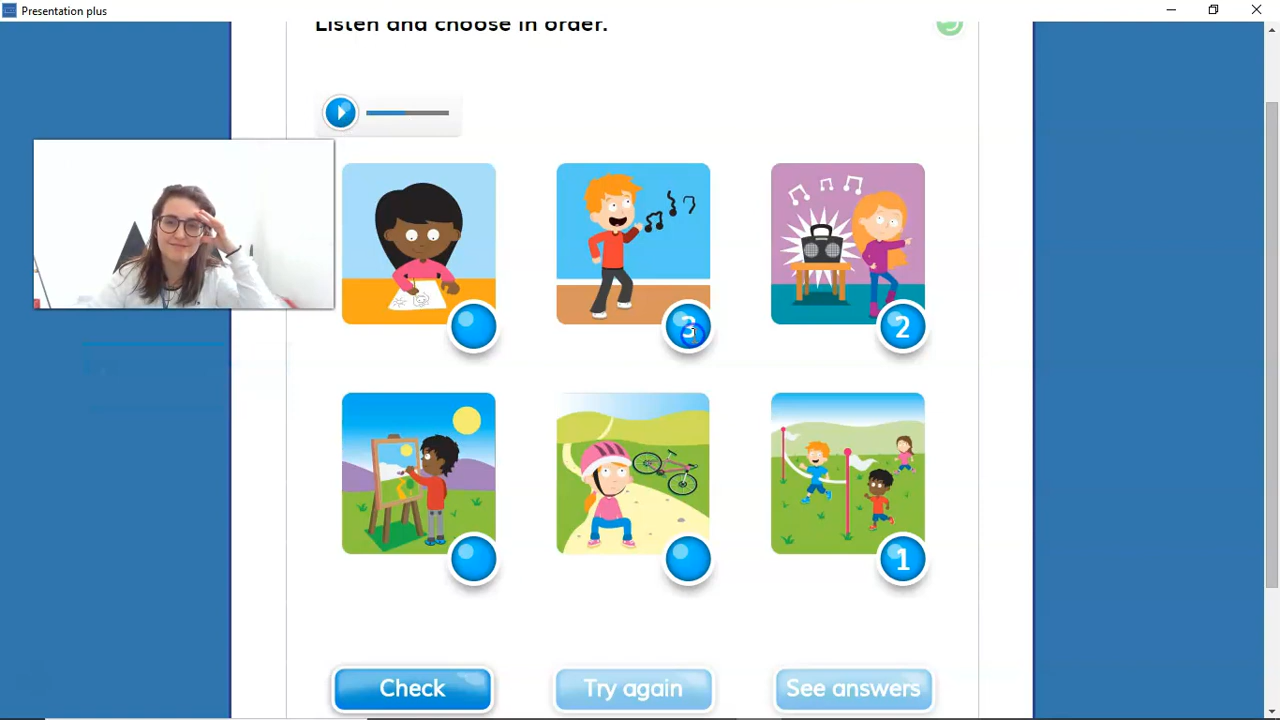 Presentation plus
Listen and choose in order.
3
2
1
Check
Try again
See answers